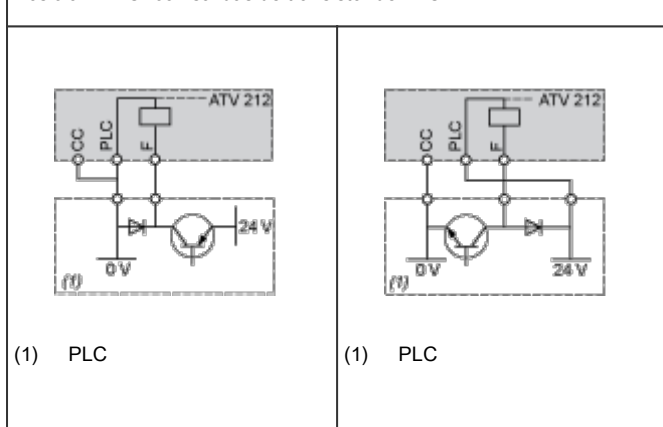 ATV 212
CC
PLC
F
24 V
0 V
(1)
(1) PLC
ATV 212
CC
PLC
F
0 V
24 V
(1)
(1) PLC